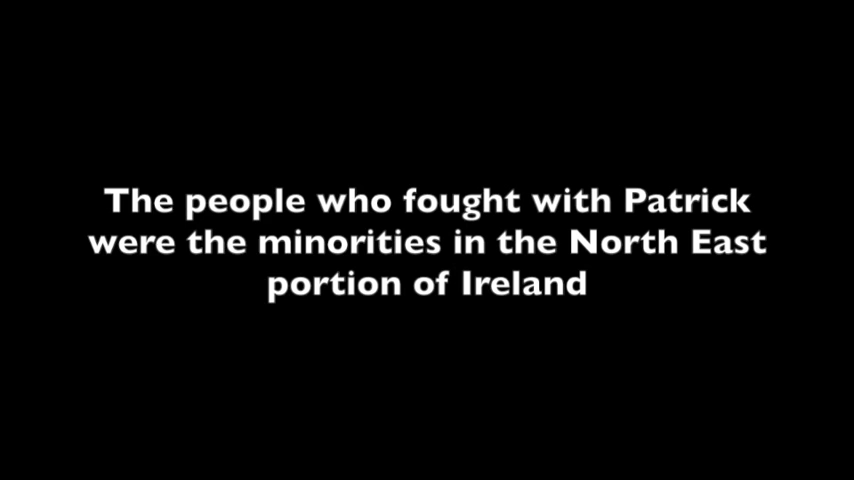 The people who fought with Patrick
were the minorities in the North East
portion of Ireland